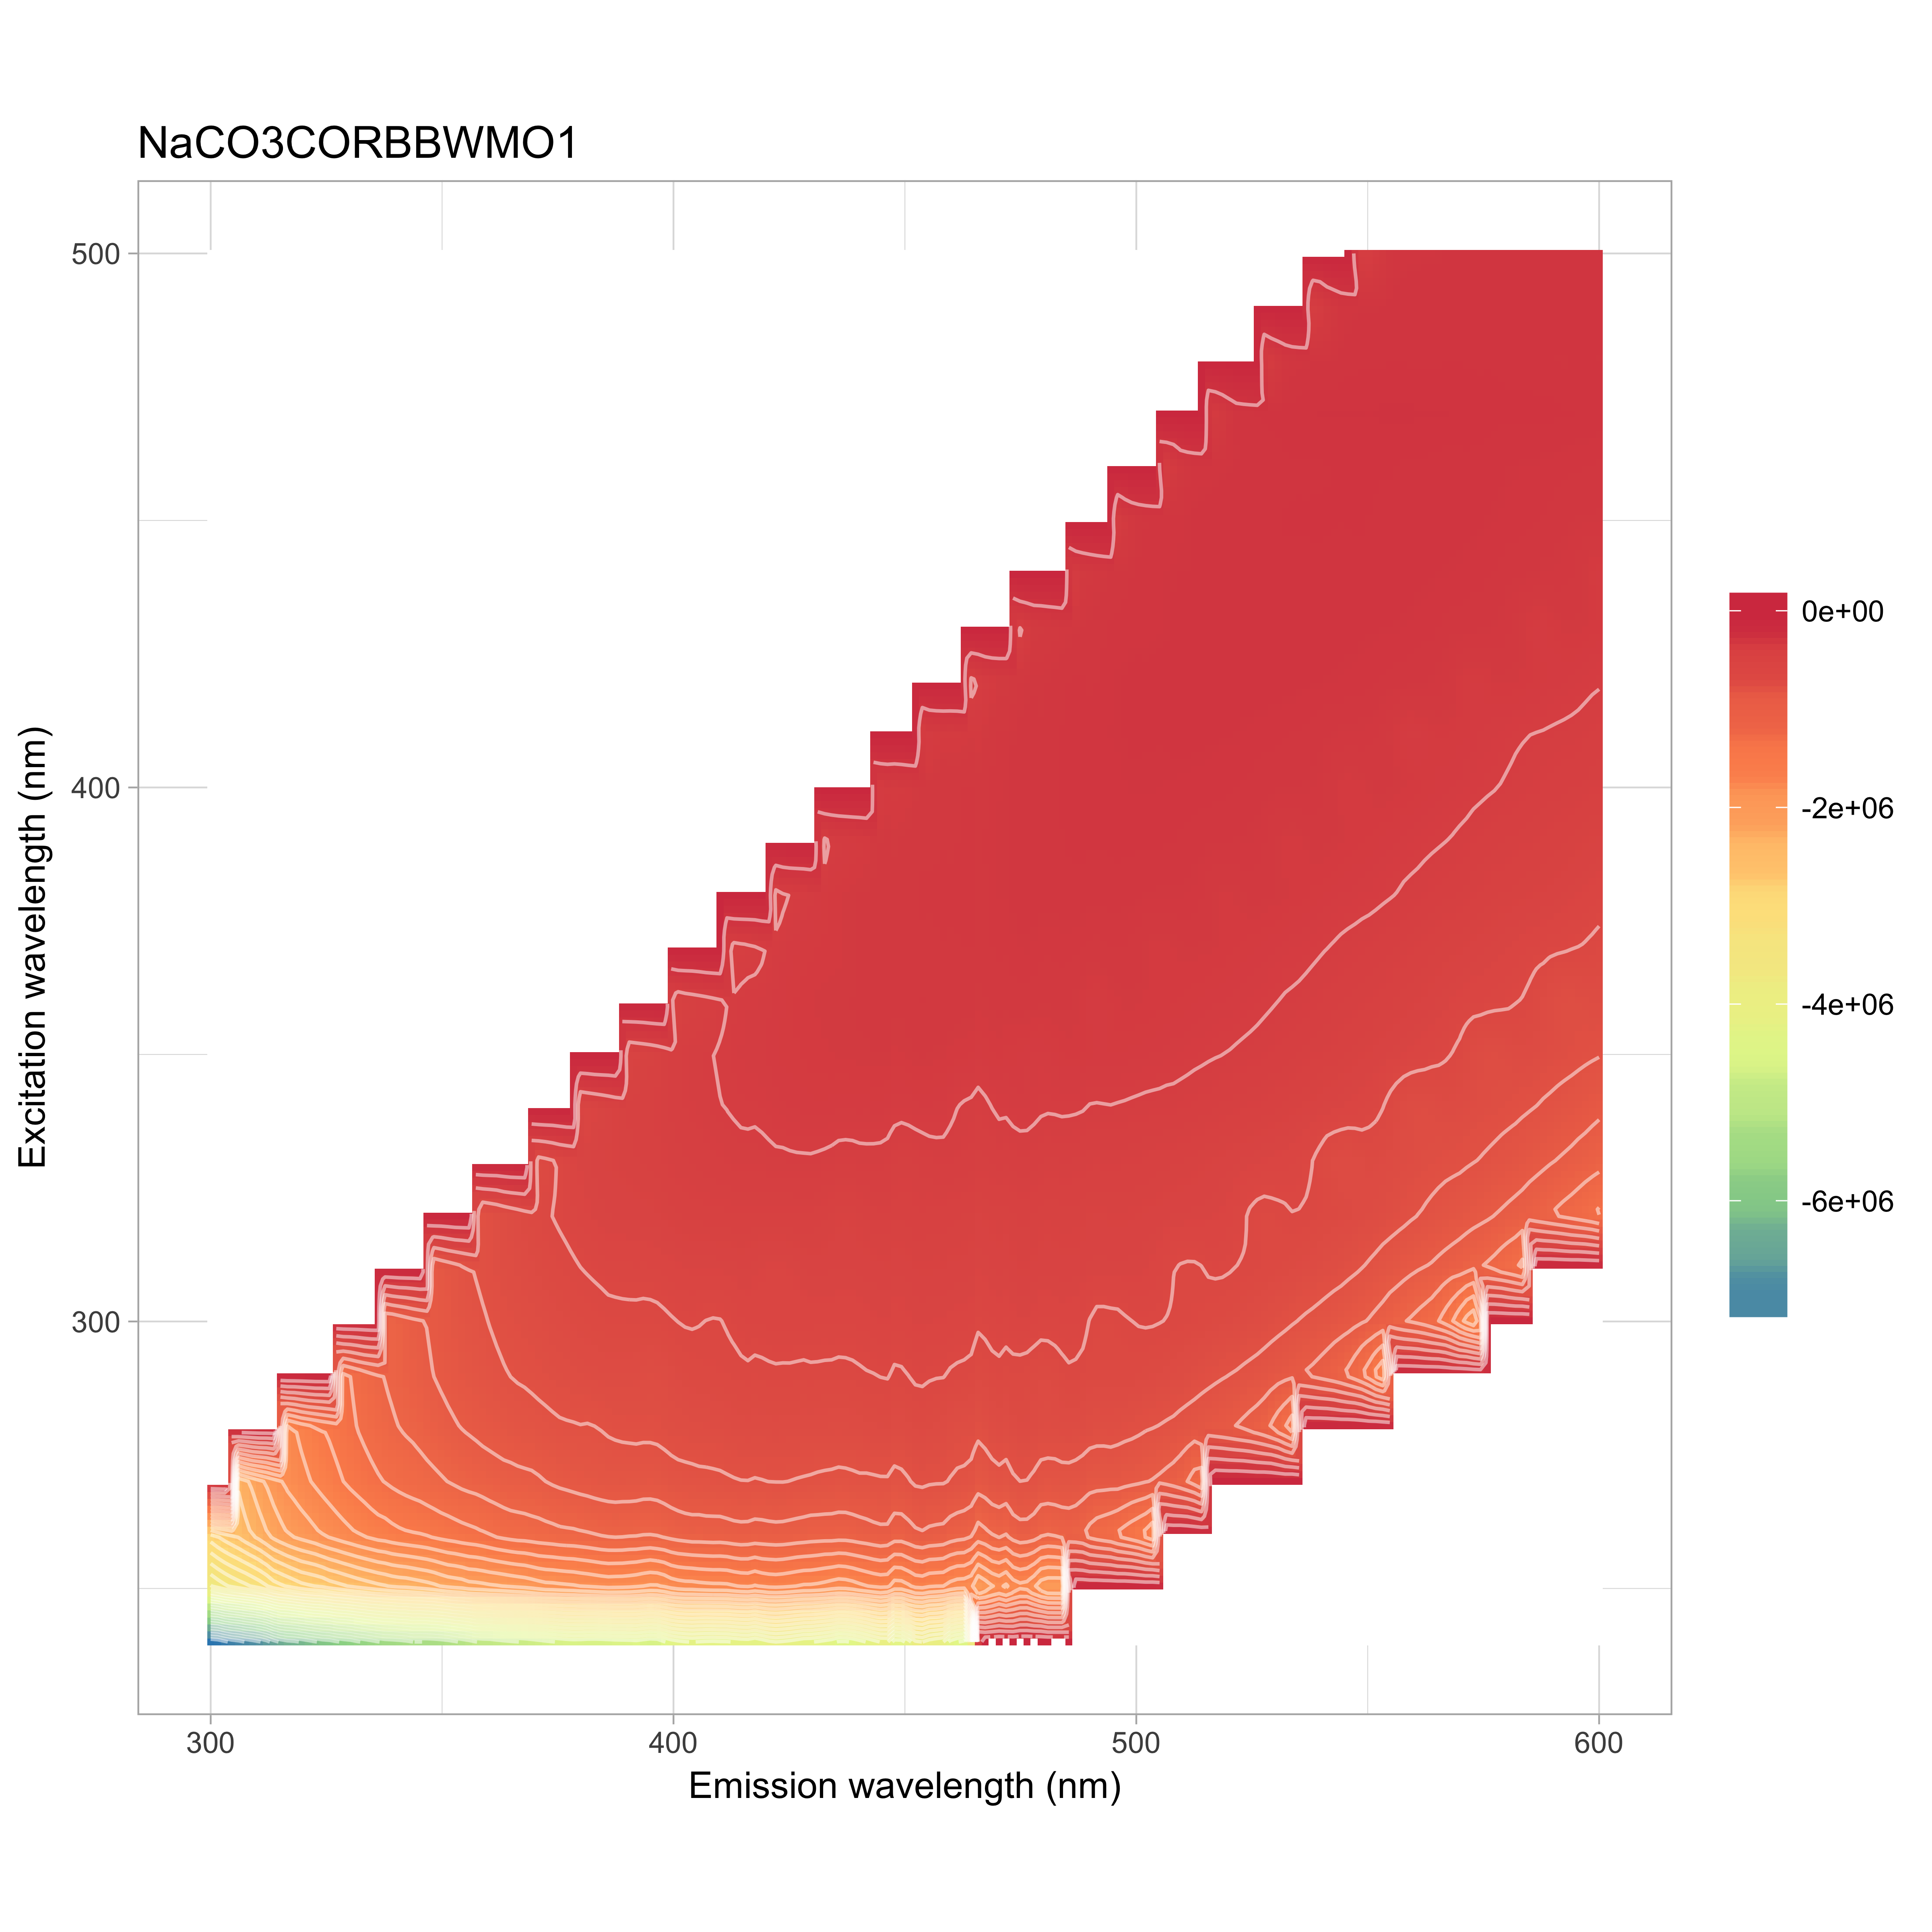 NaCO3CORBBWMO1
500
400
300
Excitation wavelength (nm)
300
400
500
600
Emission wavelength (nm)
0e+00
-2e+06
-4e+06
-6e+06